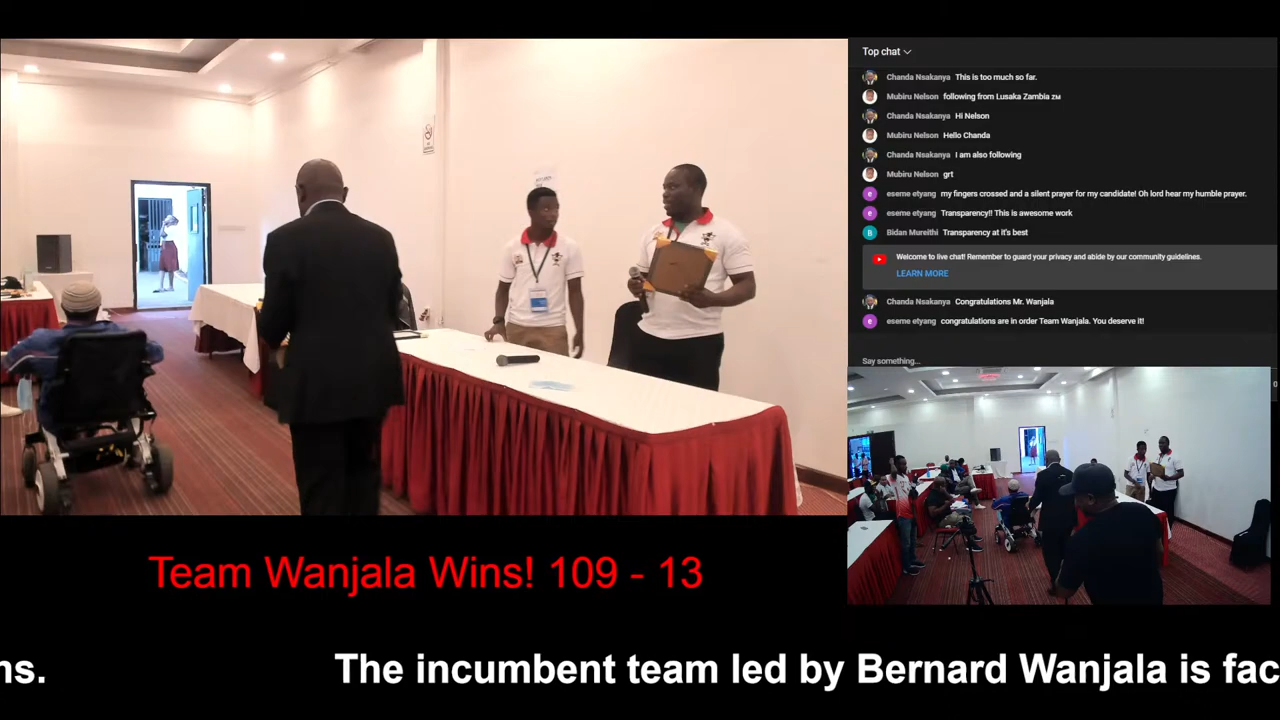 Top chat
Chanda Nsakanya This is too much so far.
Mubiru Nelson following from Lusaka Zambia ZM
Chanda Nsakanya Hi Nelson
Mubiru Nelson Hello Chanda
Chanda Nsakanya I am also following
Mubiru Nelson grt
e eseme etyang my fingers crossed and a silent prayer for my candidate! Oh lord hear my humble prayer.
e eseme etyang Transparency!! This is awesome work
B Bidan Mureithi Transparency at it's best
Welcome to live chat! Remember to guard your privacy and abide by our community guidelines.
LEARN MORE
Chanda Nsakanya Congratulations Mr. Wanjala
e eseme etyang congratulations are in order Team Wanjala. You deserve it!
Say something...
0
Team Wanjala Wins! 109 - 13
ns. The incumbent team led by Bernard Wanjala is fac